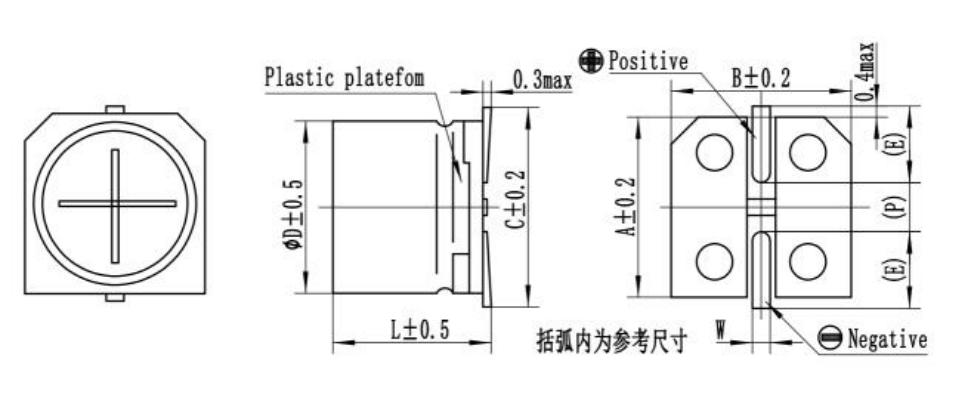 Plastic platefom
0.3max
Positive
B±0.2
0.4max
ϕD±0.5
C±0.2
A±0.2
(E)
(P)
(E)
L±0.5
括弧内为参考尺寸
W
Negative